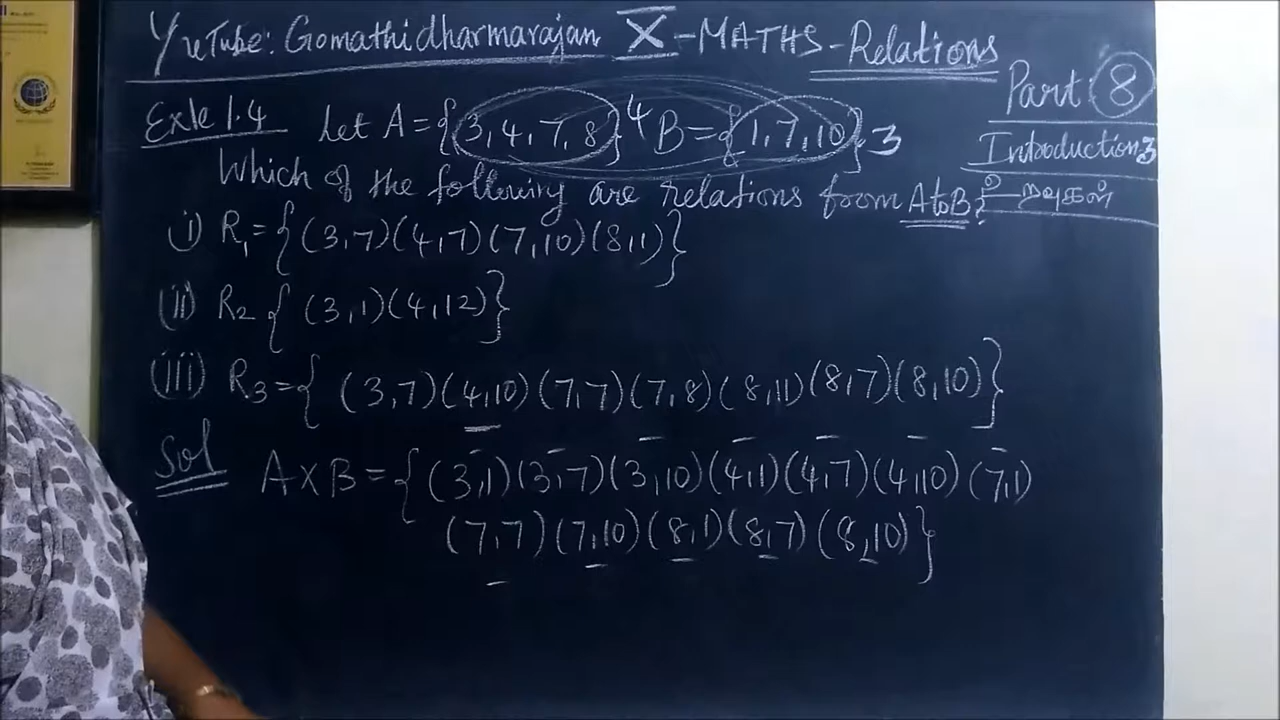 YouTube: Gomathidharmarajan X - MATHS - Relations
Part: 8
Introduction 3
Exle 1.4 Let A = {3,4,7,8} 4 B = {1,7,10} 3
Which of the following are relations from A to B?
i) R₁ = {(3,7)(4,7)(7,10)(8,1)}
(ii) R₂ { (3,1)(4,12)}
(iii) R₃ = { (3,7)(4,10)(7,7)(7,8)(8,11)(8,7)(8,10)}
Sol A X B = {(3,1)(3,7)(3,10)(4,1)(4,7)(4,10)(7,1)
(7,7)(7,10)(8,1)(8,7)(8,10)}